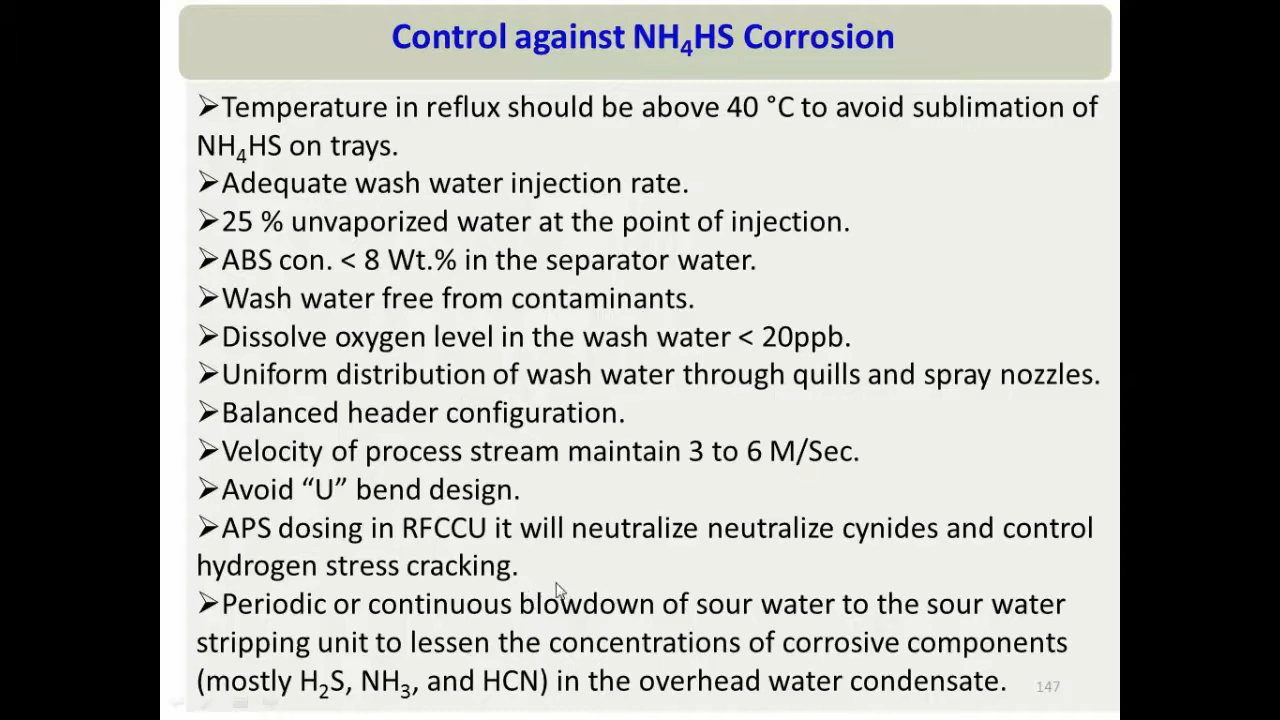 Control against NH₄HS Corrosion
➢Temperature in reflux should be above 40 °C to avoid sublimation of
NH₄HS on trays.
➢Adequate wash water injection rate.
➢25 % unvaporized water at the point of injection.
➢ABS con. < 8 Wt.% in the separator water.
➢Wash water free from contaminants.
➢Dissolve oxygen level in the wash water < 20ppb.
➢Uniform distribution of wash water through quills and spray nozzles.
➢Balanced header configuration.
➢Velocity of process stream maintain 3 to 6 M/Sec.
➢Avoid “U” bend design.
➢APS dosing in RFCCU it will neutralize neutralize cynides and control
hydrogen stress cracking.
➢Periodic or continuous blowdown of sour water to the sour water
stripping unit to lessen the concentrations of corrosive components
(mostly H₂S, NH₃, and HCN) in the overhead water condensate.
147